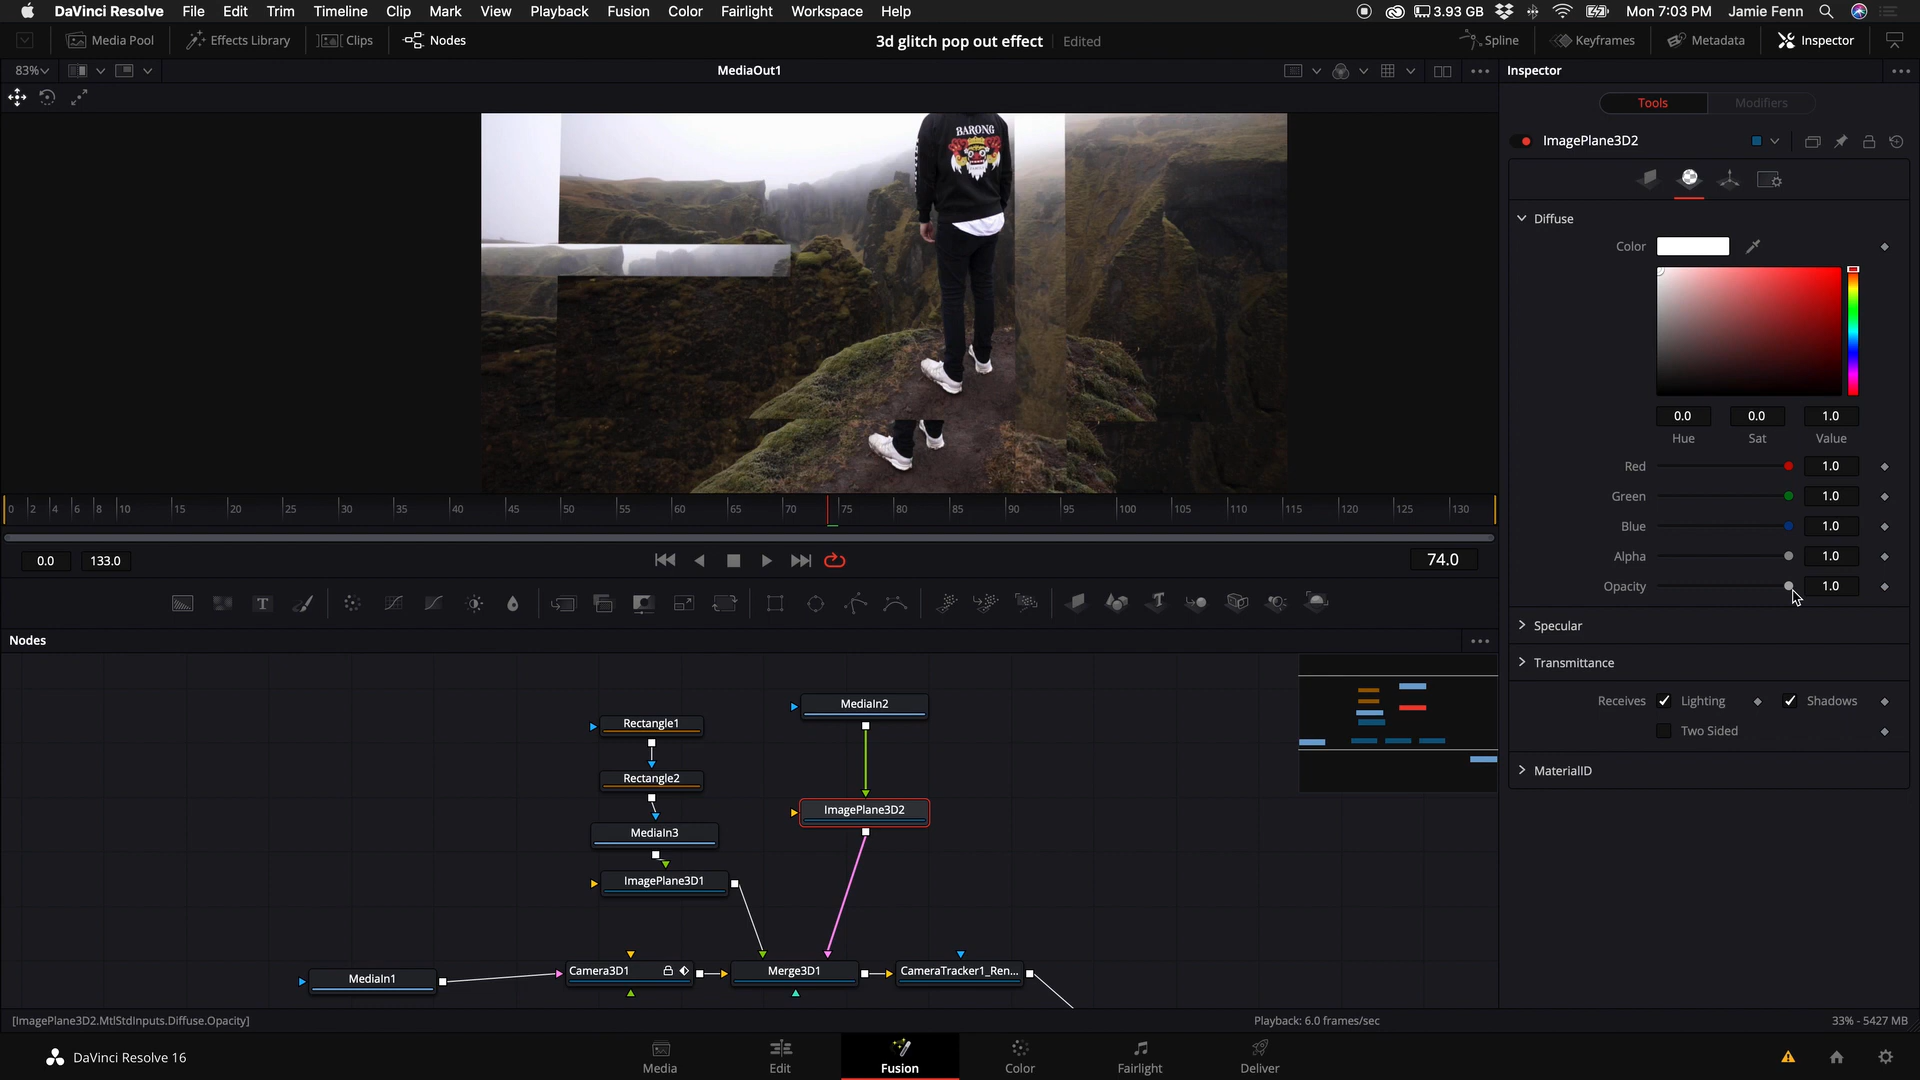 DaVinci Resolve File Edit Trim Timeline Clip Mark View Playback Fusion Color Fairlight Workspace Help 3.93 GB Mon 7:03 PM Jamie Fenn
Media Pool Effects Library Clips Nodes 3d glitch pop out effect Edited Spline Keyframes Metadata Inspector
83% MediaOut1 Inspector
Tools Modifiers
ImagePlane3D2
BARONG
Diffuse
Color
0.0 0.0 1.0
Hue Sat Value
Red 1.0
Green 1.0
Blue 1.0
Alpha 1.0
Opacity 1.0
Specular
Transmittance
Receives Lighting Shadows
Two Sided
MaterialID
0 2 4 6 8 10 15 20 25 30 35 40 45 50 55 60 65 70 75 80 85 90 95 100 105 110 115 120 125 130
0.0 133.0 74.0
T T
Nodes
MediaIn2
Rectangle1
Rectangle2
ImagePlane3D2
MediaIn3
ImagePlane3D1
MediaIn1 Camera3D1 Merge3D1 CameraTracker1_Ren...
[ImagePlane3D2.MtlStdInputs.Diffuse.Opacity] Playback: 6.0 frames/sec 33% - 5427 MB
DaVinci Resolve 16 Media Edit Fusion Color Fairlight Deliver